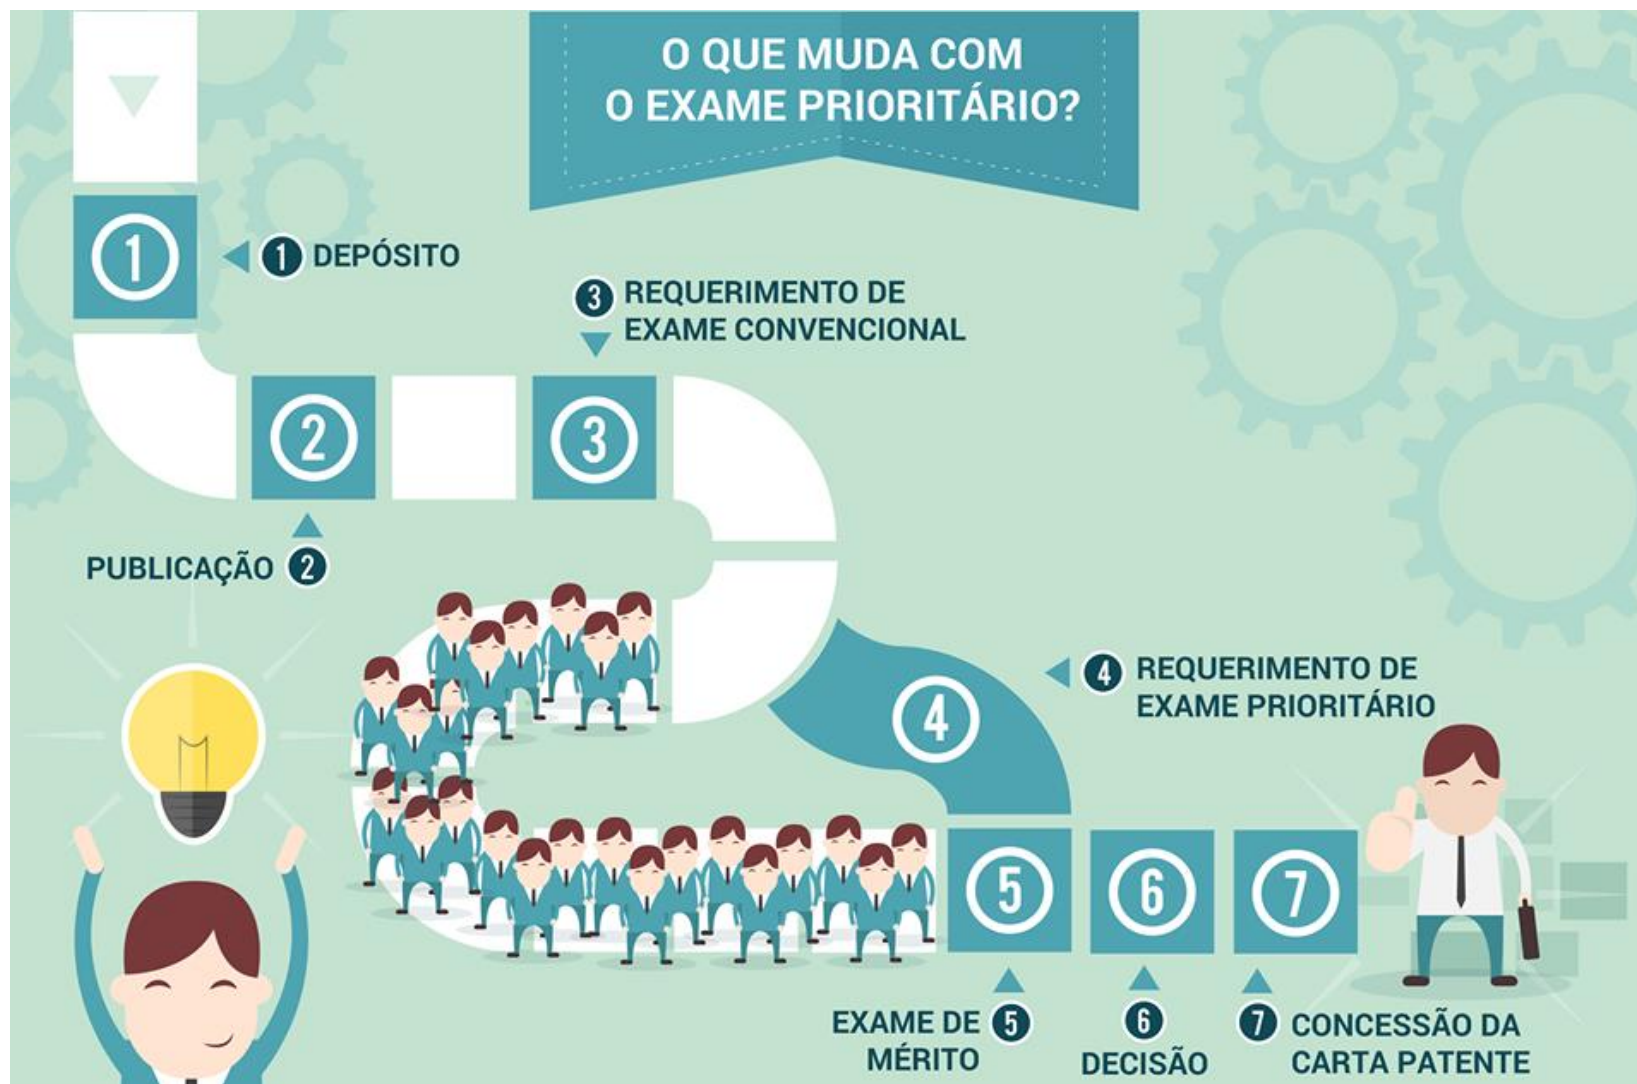 O QUE MUDA COM
O EXAME PRIORITÁRIO?
1
1 DEPÓSITO
3 REQUERIMENTO DE
EXAME CONVENCIONAL
2
3
PUBLICAÇÃO 2
4 REQUERIMENTO DE
EXAME PRIORITÁRIO
4
5
6
7
EXAME DE 5
MÉRITO
6
DECISÃO
7 CONCESSÃO DA
CARTA PATENTE